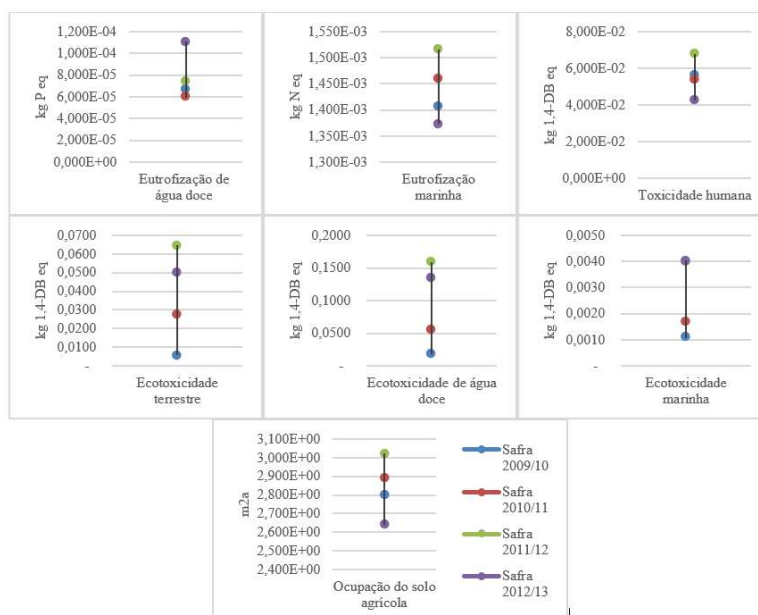 1,200E-04
1,000E-04
8,000E-05
6,000E-05
4,000E-05
2,000E-05
0,000E+00
kg P eq
Eutrofização de
água doce
1,550E-03
1,500E-03
1,450E-03
1,400E-03
1,350E-03
1,300E-03
kg N eq
Eutrofização
marinha
8,000E-02
6,000E-02
4,000E-02
2,000E-02
0,000E+00
kg 1,4-DB eq
Toxicidade humana
0,0700
0,0600
0,0500
0,0400
0,0300
0,0200
0,0100
-
kg 1,4-DB eq
Ecotoxicidade
terrestre
0,2000
0,1500
0,1000
0,0500
-
kg 1,4-DB eq
Ecotoxicidade de água
doce
0,0050
0,0040
0,0030
0,0020
0,0010
-
kg 1,4-DB eq
Ecotoxicidade
marinha
3,100E+00
3,000E+00
2,900E+00
2,800E+00
2,700E+00
2,600E+00
2,500E+00
2,400E+00
m2a
Ocupação do solo
agrícola
Safra
2009/10
Safra
2010/11
Safra
2011/12
Safra
2012/13